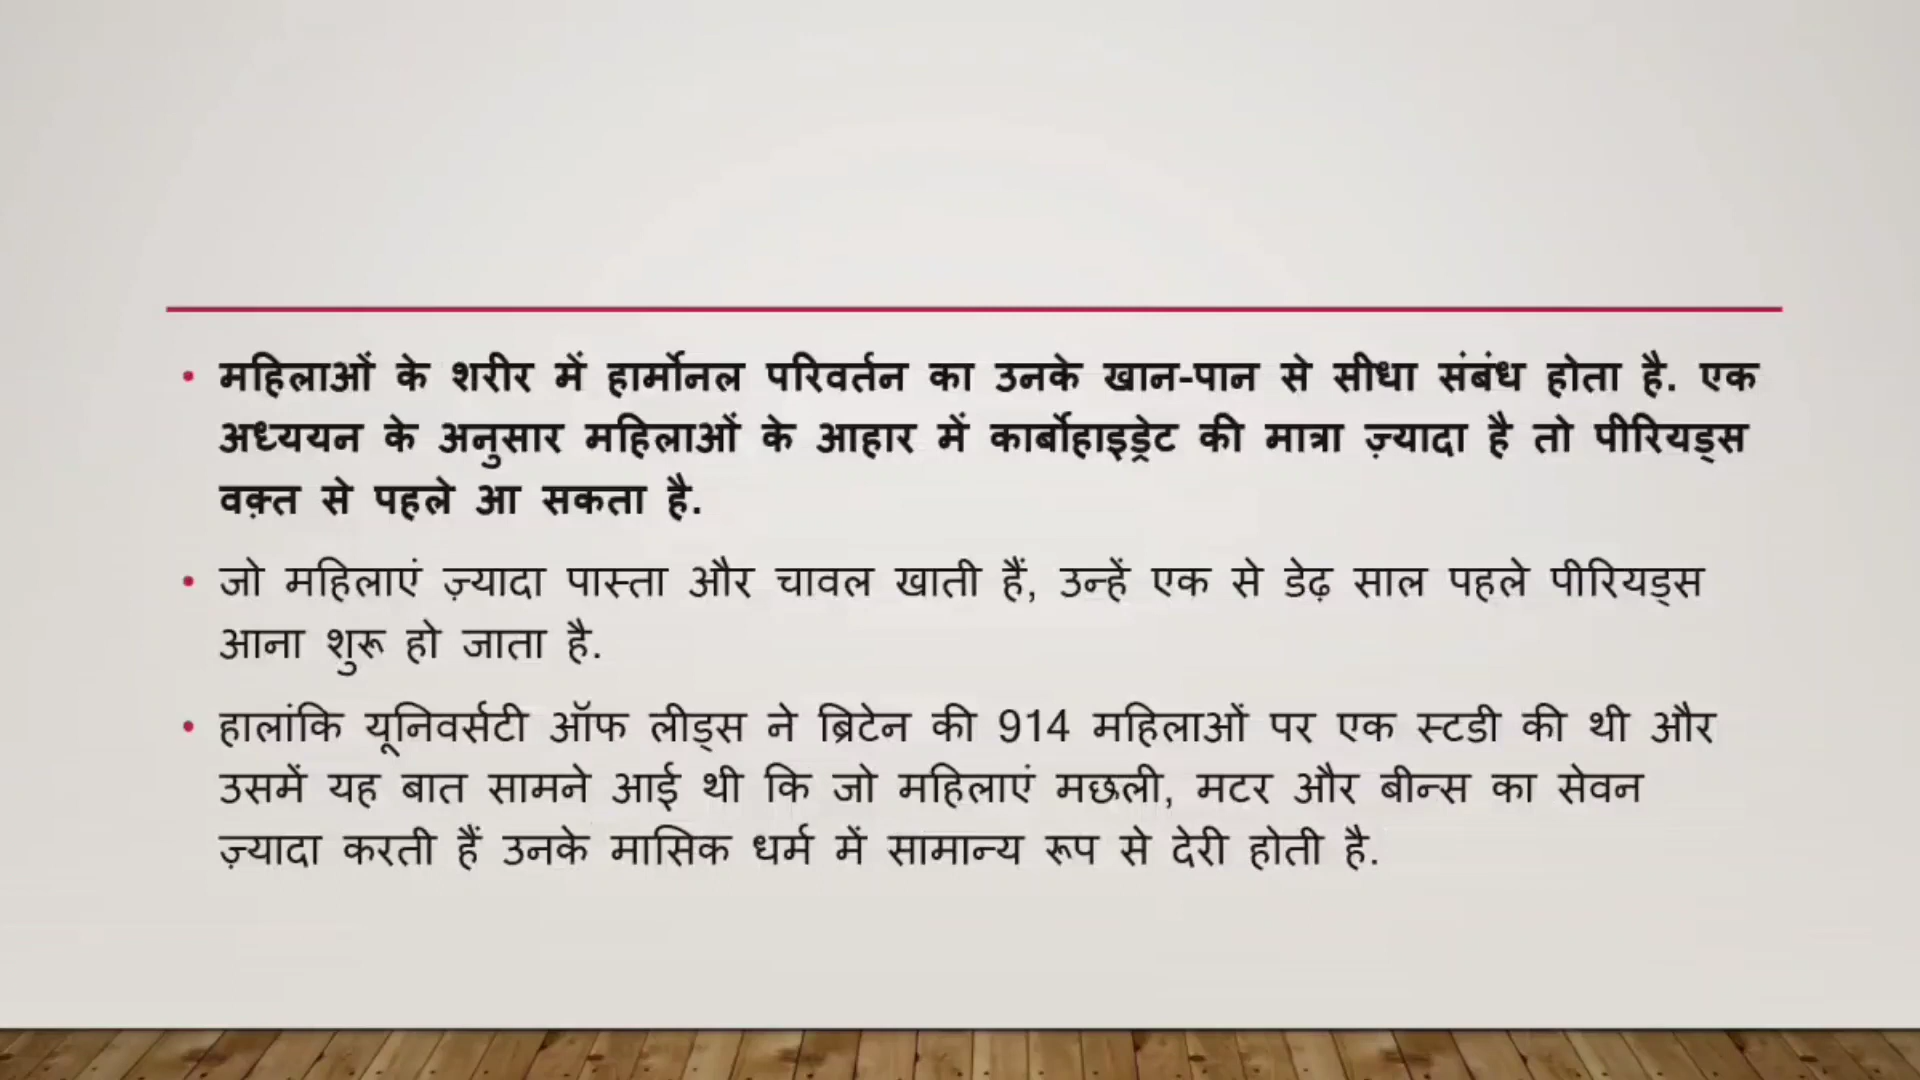 • महिलाओं के शरीर में हार्मोनल परिवर्तन का उनके खान-पान से सीधा संबंध होता है. एक
अध्ययन के अनुसार महिलाओं के आहार में कार्बोहाइड्रेट की मात्रा ज़्यादा है तो पीरियड्स
वक़्त से पहले आ सकता है.
• जो महिलाएं ज़्यादा पास्ता और चावल खाती हैं, उन्हें एक से डेढ़ साल पहले पीरियड्स
आना शुरू हो जाता है.
• हालांकि यूनिवर्सटी ऑफ लीड्स ने ब्रिटेन की 914 महिलाओं पर एक स्टडी की थी और
उसमें यह बात सामने आई थी कि जो महिलाएं मछली, मटर और बीन्स का सेवन
ज़्यादा करती हैं उनके मासिक धर्म में सामान्य रूप से देरी होती है.